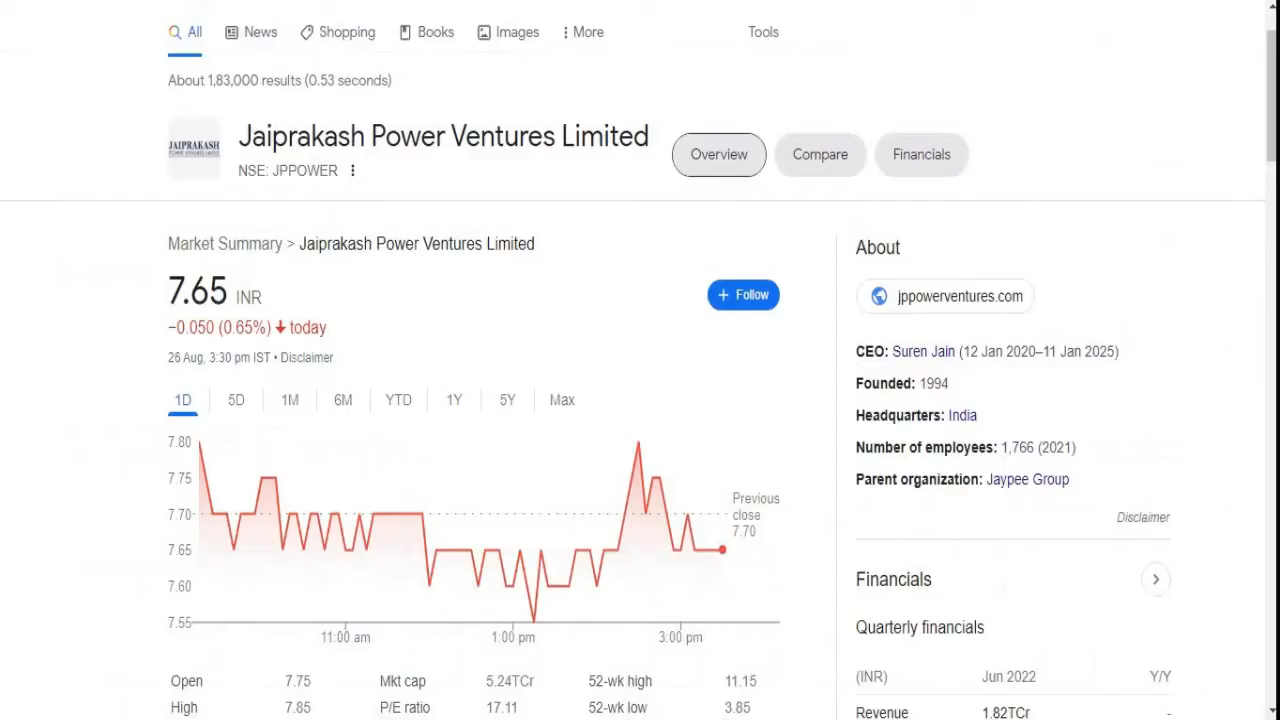 All News Shopping Books Images More Tools
About 1,83,000 results (0.53 seconds)
JAIPRAKASH
POWER VENTURES LIMITED
Jaiprakash Power Ventures Limited
NSE: JPPOWER
Overview Compare Financials
Market Summary > Jaiprakash Power Ventures Limited
7.65 INR
+ Follow
−0.050 (0.65%) ↓ today
26 Aug, 3:30 pm IST • Disclaimer
1D 5D 1M 6M YTD 1Y 5Y Max
7.80
7.75
7.70
7.65
7.60
7.55
Previous
close
7.70
11:00 am 1:00 pm 3:00 pm
Open 7.75 Mkt cap 5.24TCr 52-wk high 11.15
High 7.85 P/E ratio 17.11 52-wk low 3.85
About
jppowerventures.com
CEO: Suren Jain (12 Jan 2020–11 Jan 2025)
Founded: 1994
Headquarters: India
Number of employees: 1,766 (2021)
Parent organization: Jaypee Group
Disclaimer
Financials
Quarterly financials
(INR) Jun 2022 Y/Y
Revenue 1.82TCr -